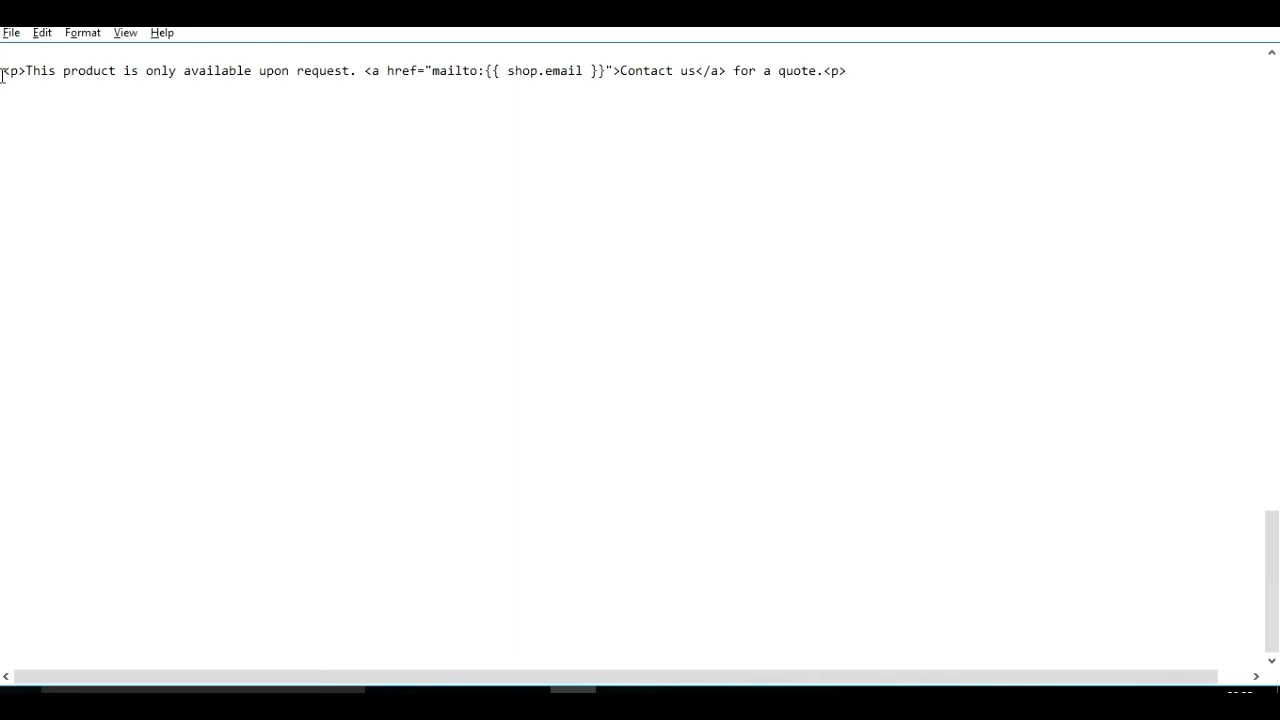 File Edit Format View Help
<p>This product is only available upon request. <a href="mailto:{{ shop.email }}">Contact us</a> for a quote.<p>